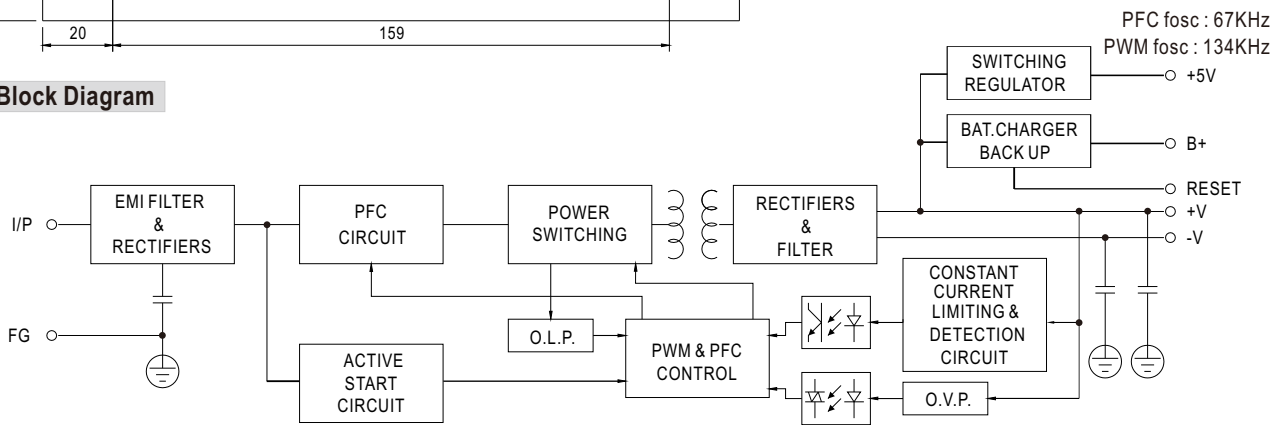 20
159
PFC fosc : 67KHz
PWM fosc : 134KHz
Block Diagram
SWITCHING
REGULATOR
+5V
BAT.CHARGER
BACK UP
B+
RESET
+V
-V
I/P
EMI FILTER
&
RECTIFIERS
PFC
CIRCUIT
POWER
SWITCHING
RECTIFIERS
&
FILTER
FG
ACTIVE
START
CIRCUIT
O.L.P.
PWM & PFC
CONTROL
CONSTANT
CURRENT
LIMITING &
DETECTION
CIRCUIT
O.V.P.